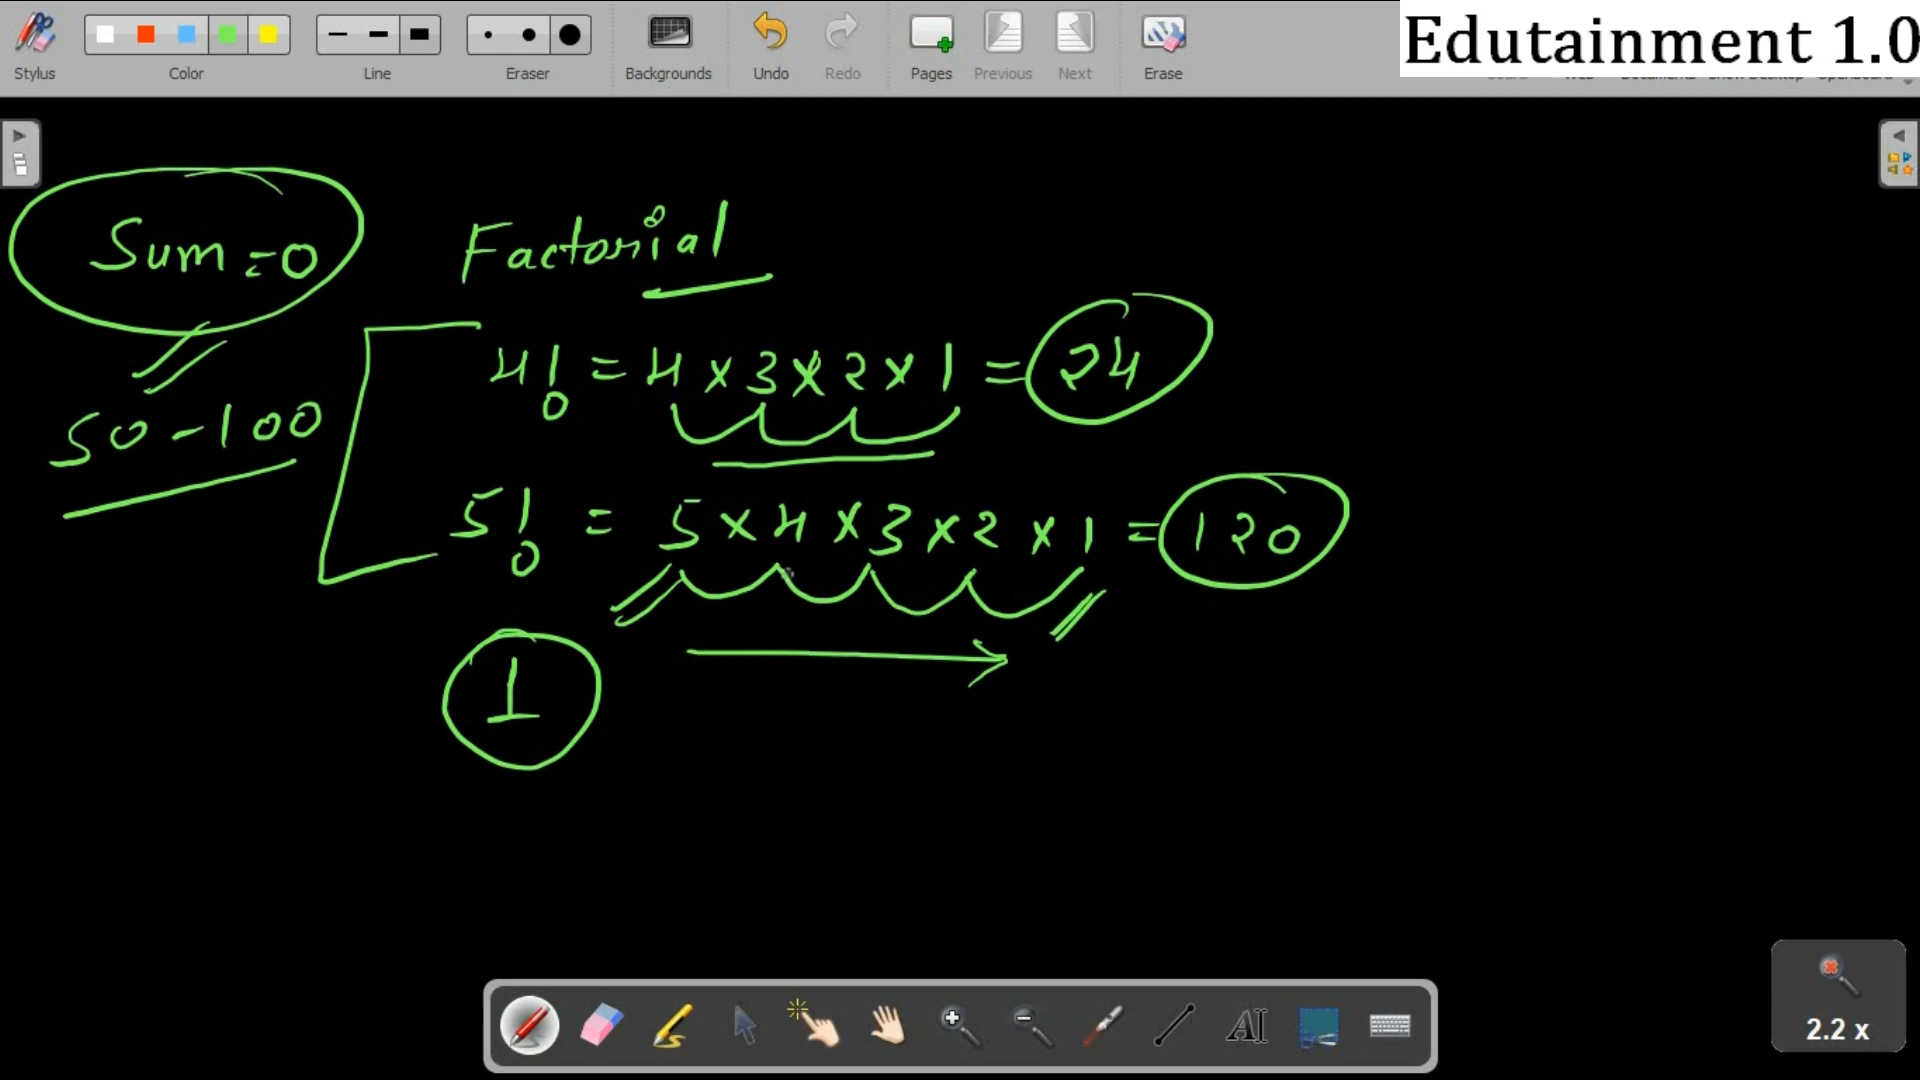 Stylus Color Line Eraser Backgrounds Undo Redo Pages Previous Next Erase
Edutainment 1.0
Sum=0
50-100
Factorial
4! = 4 x 3 x 2 x 1 = 24
5! = 5 x 4 x 3 x 2 x 1 = 120
1
AI
2.2 x